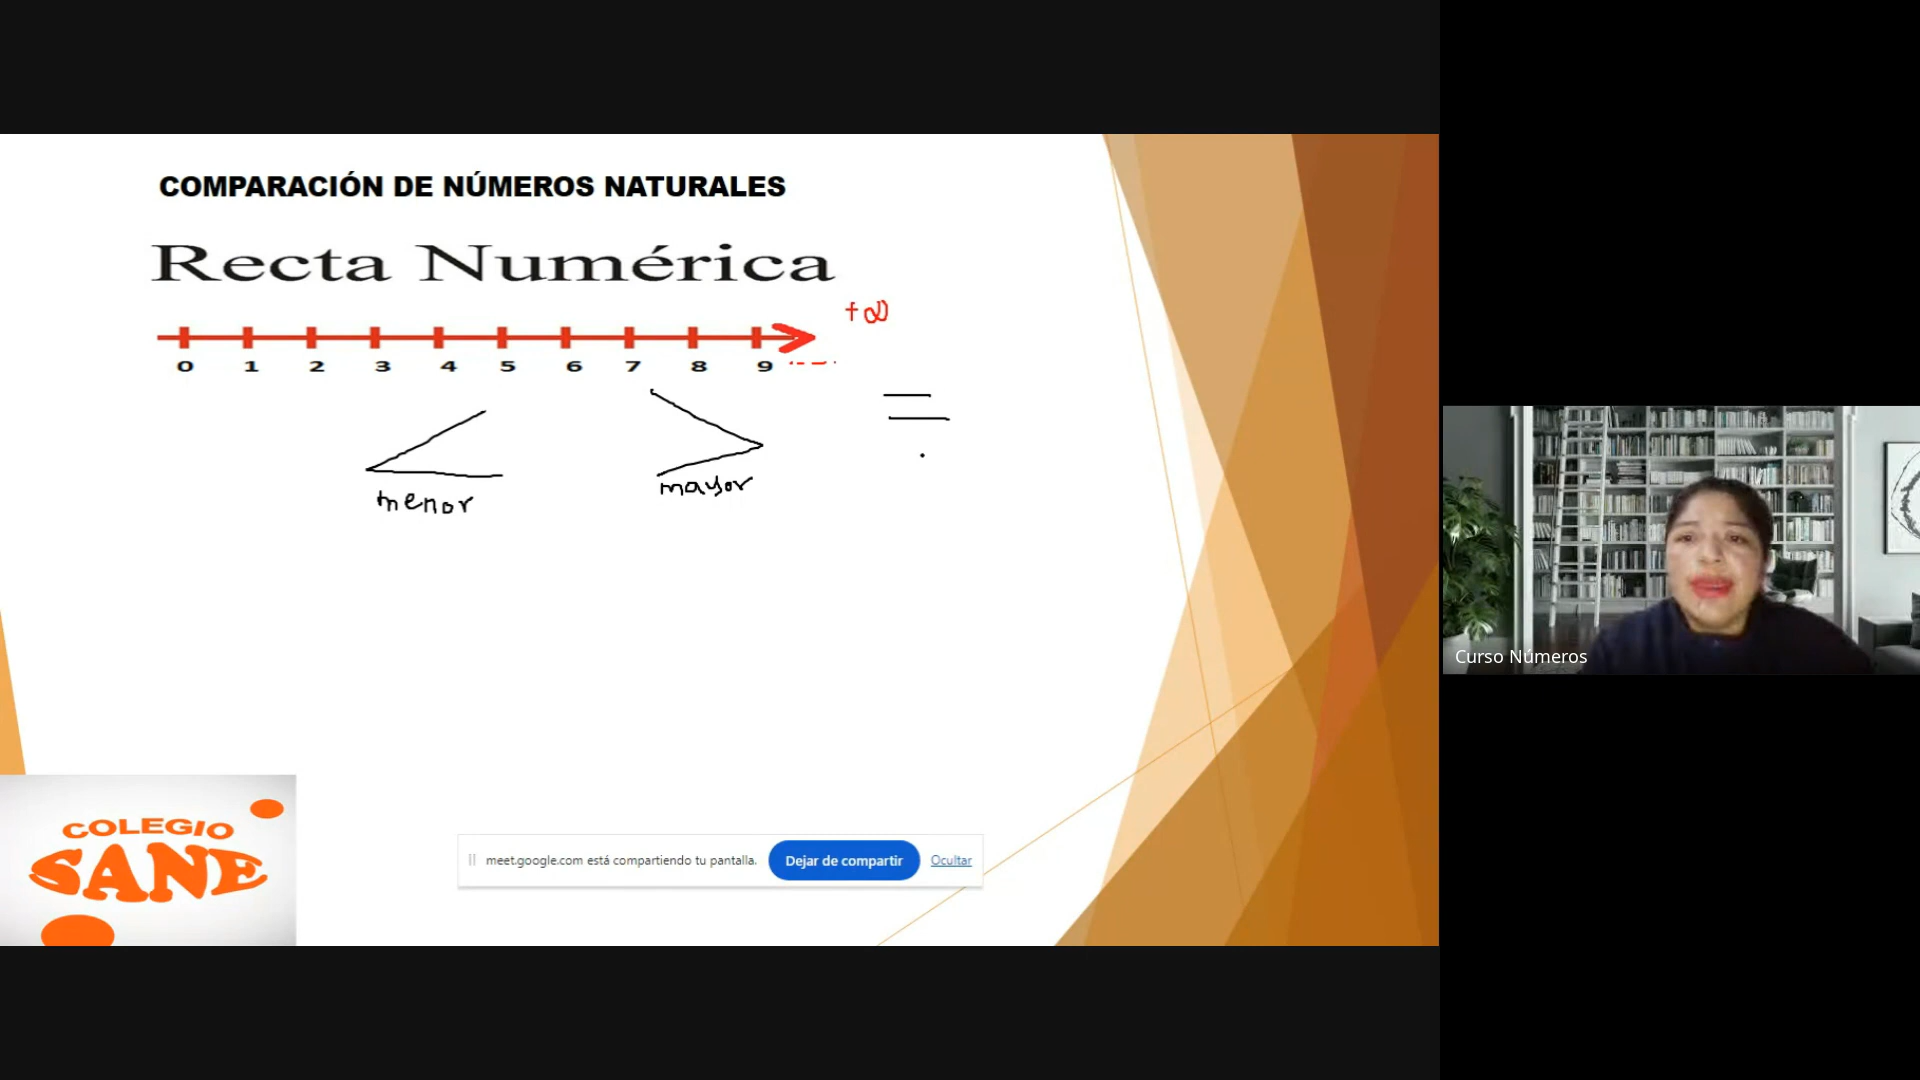 COMPARACIÓN DE NÚMEROS NATURALES
Recta Numérica
+∞
0 1 2 3 4 5 6 7 8 9
< > =
menor mayor
COLEGIO
SANE
meet.google.com está compartiendo tu pantalla. Dejar de compartir Ocultar
Curso Números